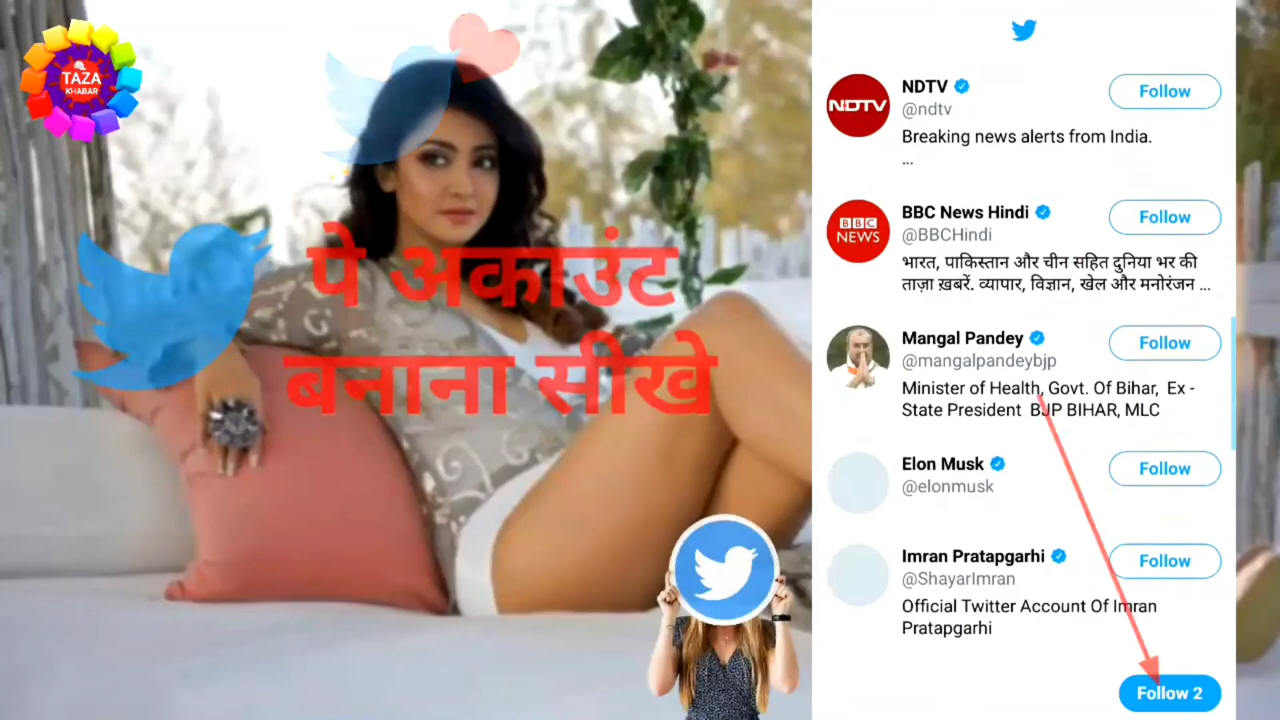 TAZA
KHABAR
पे अकाउंट
बनाना सीखे
NDTV
NDTV
@ndtv
Follow
Breaking news alerts from India.
...
BBC
NEWS
BBC News Hindi
@BBCHindi
Follow
भारत, पाकिस्तान और चीन सहित दुनिया भर की
ताज़ा ख़बरें. व्यापार, विज्ञान, खेल और मनोरंजन ...
Mangal Pandey
@mangalpandeybjp
Follow
Minister of Health, Govt. Of Bihar, Ex -
State President BJP BIHAR, MLC
Elon Musk
@elonmusk
Follow
Imran Pratapgarhi
@ShayarImran
Follow
Official Twitter Account Of Imran
Pratapgarhi
Follow 2